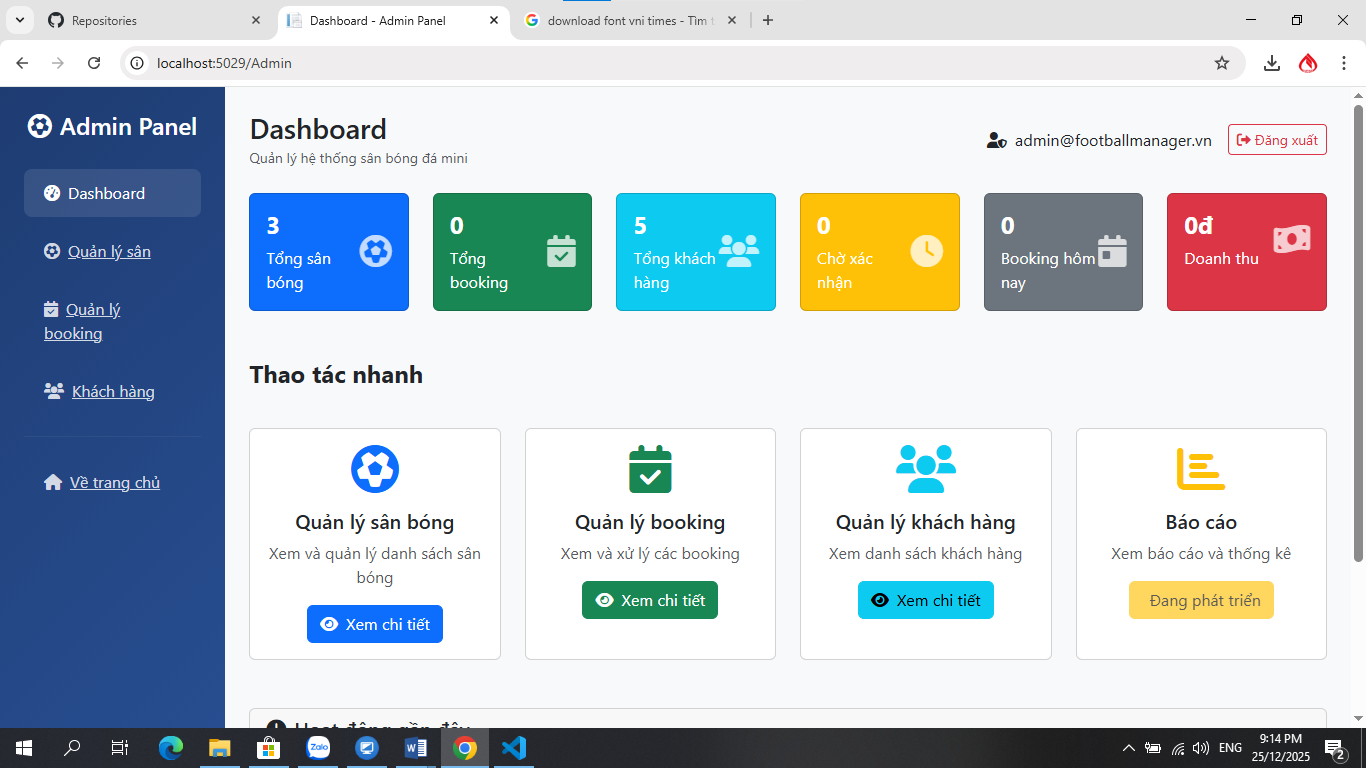 Repositories
Dashboard - Admin Panel
download font vni times - Tìm t
localhost:5029/Admin
Admin Panel
Dashboard
Quản lý sân
Quản lý
booking
Khách hàng
Về trang chủ
Dashboard
Quản lý hệ thống sân bóng đá mini
admin@footballmanager.vn
Đăng xuất
3
Tổng sân
bóng
0
Tổng
booking
5
Tổng khách
hàng
0
Chờ xác
nhận
0
Booking hôm
nay
0đ
Doanh thu
Thao tác nhanh
Quản lý sân bóng
Xem và quản lý danh sách sân
bóng
Xem chi tiết
Quản lý booking
Xem và xử lý các booking
Xem chi tiết
Quản lý khách hàng
Xem danh sách khách hàng
Xem chi tiết
Báo cáo
Xem báo cáo và thống kê
Đang phát triển
Hoạt động gần đây
Zalo
ENG
9:14 PM
25/12/2025
2